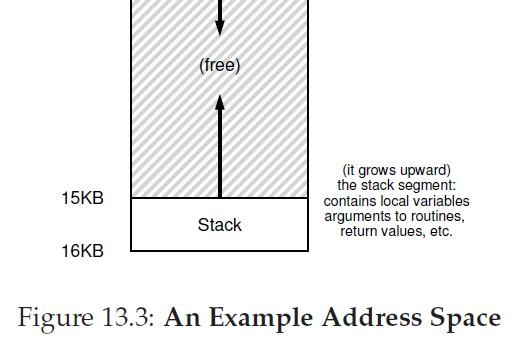 (free)
(it grows upward)
the stack segment:
contains local variables
arguments to routines,
return values, etc.
15KB
Stack
16KB
Figure 13.3: An Example Address Space